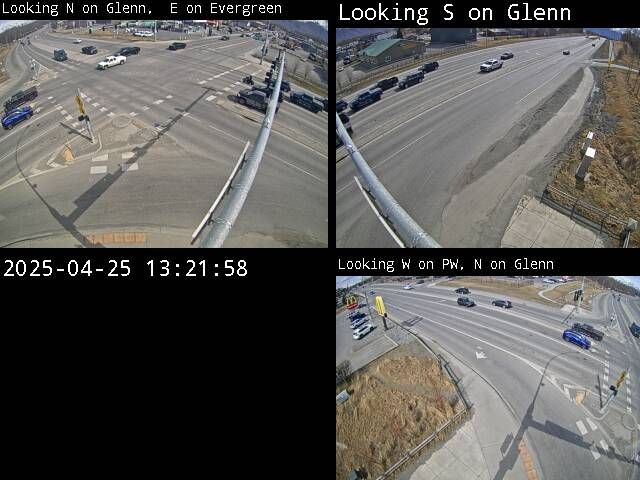 Looking N on Glenn,  E on Evergreen
Looking S on Glenn
2025-04-25 13:21:58
Looking W on PW, N on Glenn